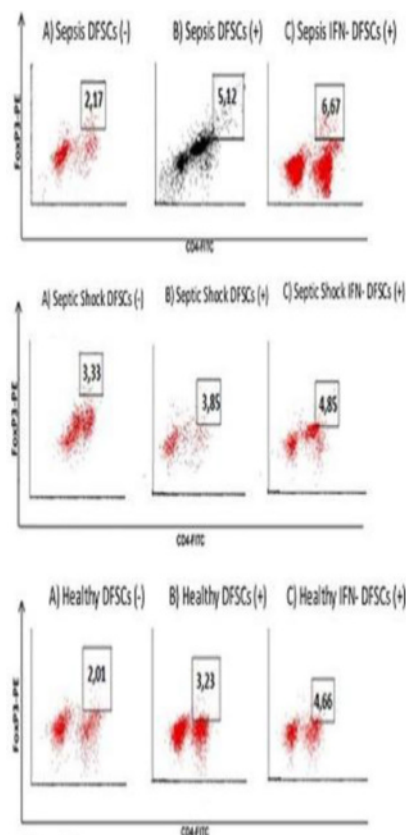 A) Sepsis DFSCs (-) B) Sepsis DFSCs (+) C) Sepsis IFN- DFSCs (+)
FoxP3-PE
2,17 5,12 6,67
CD4-FITC
A) Septic Shock DFSCs (-) B) Septic Shock DFSCs (+) C) Septic Shock IFN- DFSCs (+)
FoxP3-PE
3,33 3,85 4,85
CD4-FITC
A) Healthy DFSCs (-) B) Healthy DFSCs (+) C) Healthy IFN- DFSCs (+)
FoxP3-PE
2,01 3,23 4,66
CD4-FITC